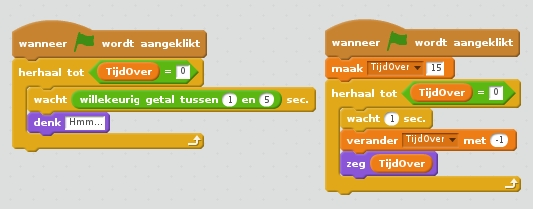 wanneer wordt aangeklikt
herhaal tot TijdOver = 0
wacht willekeurig getal tussen 1 en 5 sec.
denk Hmm...
wanneer wordt aangeklikt
maak TijdOver 15
herhaal tot TijdOver = 0
wacht 1 sec.
verander TijdOver met -1
zeg TijdOver